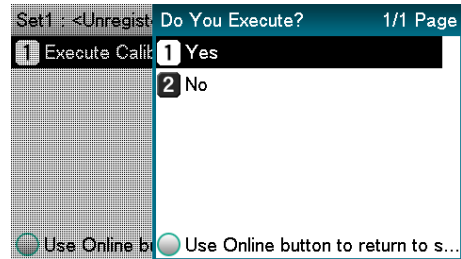 Set1 : <Unregist
1 Execute Calib
Use Online b
Do You Execute? 1/1 Page
1 Yes
2 No
Use Online button to return to s...